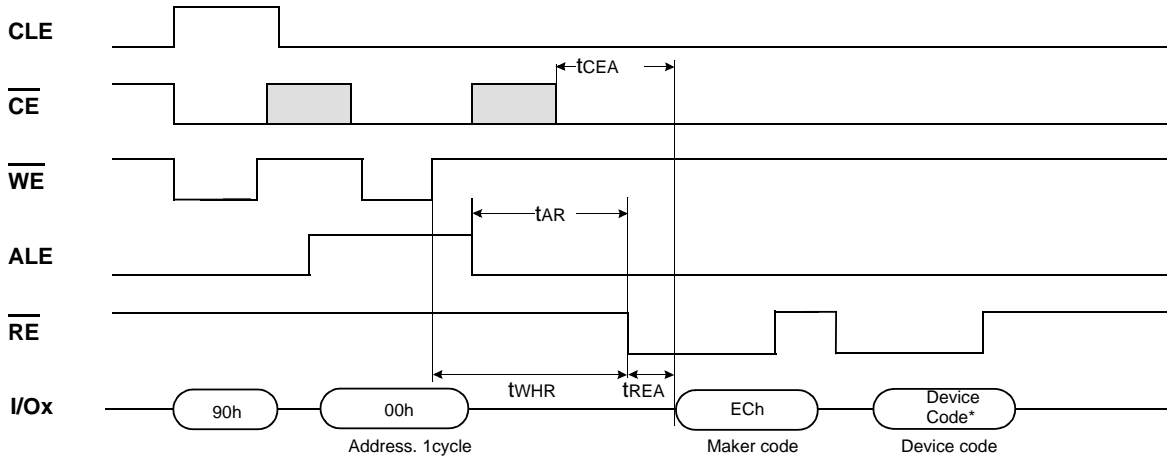 CLE
tCEA
CE
WE
tAR
ALE
RE
tWHR
tREA
I/Ox
90h
00h
ECh
Device
Code*
Address. 1cycle
Maker code
Device code